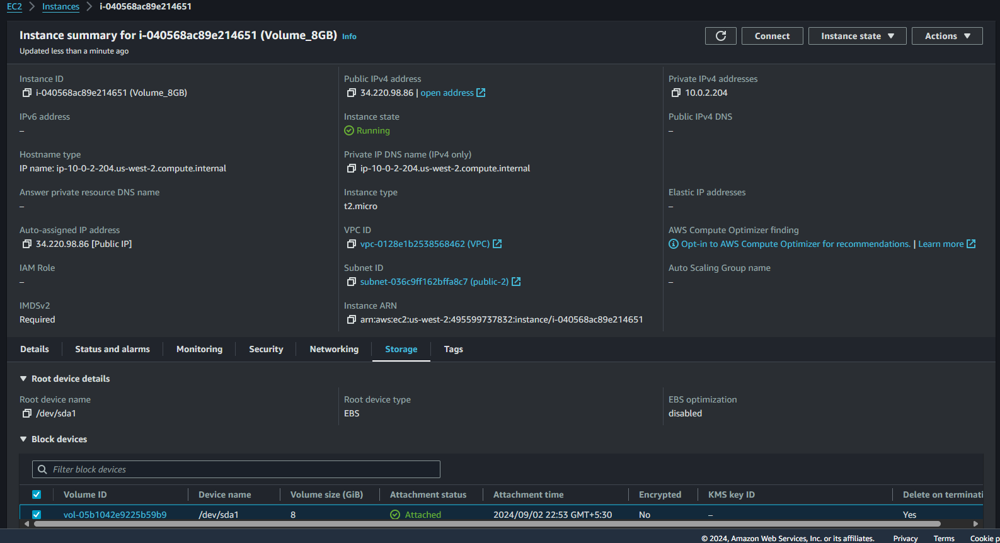 EC2 > Instances > i-040568ac89e214651
Instance summary for i-040568ac89e214651 (Volume_8GB) Info
Updated less than a minute ago
Connect
Instance state
Actions
Instance ID
i-040568ac89e214651 (Volume_8GB)
Public IPv4 address
34.220.98.86 | open address
Private IPv4 addresses
10.0.2.204
IPv6 address
–
Instance state
Running
Public IPv4 DNS
–
Hostname type
IP name: ip-10-0-2-204.us-west-2.compute.internal
Private IP DNS name (IPv4 only)
ip-10-0-2-204.us-west-2.compute.internal
Answer private resource DNS name
–
Instance type
t2.micro
Elastic IP addresses
–
Auto-assigned IP address
34.220.98.86 [Public IP]
VPC ID
vpc-0128e1b2538568462 (VPC)
AWS Compute Optimizer finding
Opt-in to AWS Compute Optimizer for recommendations. | Learn more
IAM Role
–
Subnet ID
subnet-036c9ff162bffa8c7 (public-2)
Auto Scaling Group name
–
IMDSv2
Required
Instance ARN
arn:aws:ec2:us-west-2:495599737832:instance/i-040568ac89e214651
Details Status and alarms Monitoring Security Networking Storage Tags
Root device details
Root device name
/dev/sda1
Root device type
EBS
EBS optimization
disabled
Block devices
Filter block devices
Volume ID Device name Volume size (GiB) Attachment status Attachment time Encrypted KMS key ID Delete on terminati
vol-05b1042e9225b59b9 /dev/sda1 8 Attached 2024/09/02 22:53 GMT+5:30 No – Yes
© 2024, Amazon Web Services, Inc. or its affiliates. Privacy Terms Cookie p